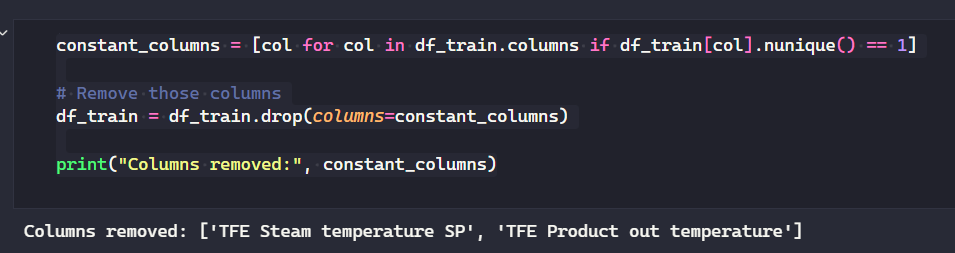 constant_columns = [col for col in df_train.columns if df_train[col].nunique() == 1]
# Remove those columns
df_train = df_train.drop(columns=constant_columns)
print("Columns removed:", constant_columns)
Columns removed: ['TFE Steam temperature SP', 'TFE Product out temperature']